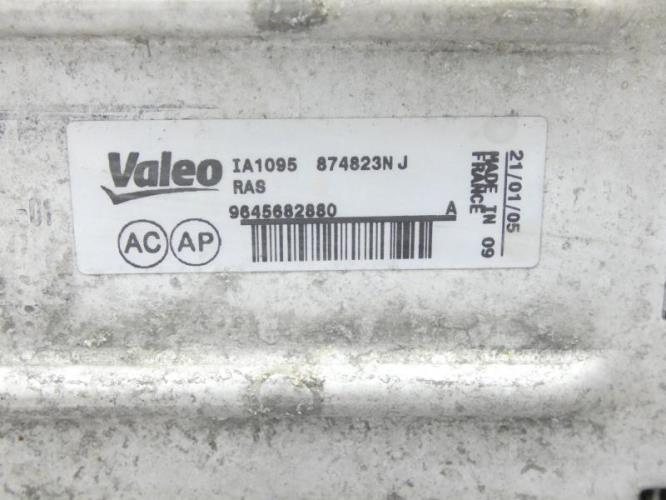 Valeo
IA1095 874823N J
RAS
9645682880 A
AC AP
21/01/05
MADE IN 09
FRANCE